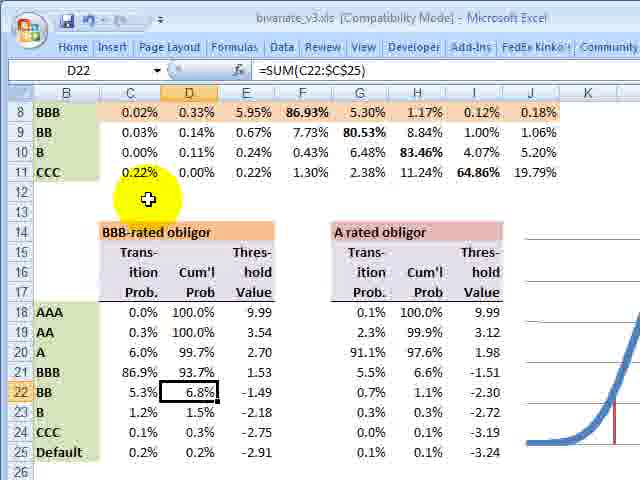 bivariate_v3.xls [Compatibility Mode] - Microsoft Excel
Home Insert Page Layout Formulas Data Review View Developer Add-Ins FedEx Kinko's Community
D22 fx =SUM(C22:$C$25)
B C D E F G H I J K L
8 BBB 0.02% 0.33% 5.95% 86.93% 5.30% 1.17% 0.12% 0.18%
9 BB 0.03% 0.14% 0.67% 7.73% 80.53% 8.84% 1.00% 1.06%
10 B 0.00% 0.11% 0.24% 0.43% 6.48% 83.46% 4.07% 5.20%
11 CCC 0.22% 0.00% 0.22% 1.30% 2.38% 11.24% 64.86% 19.79%
12
13
14 BBB-rated obligor A rated obligor
15 Trans- Thres- Trans- Thres-
16 ition Cum'l hold ition Cum'l hold
17 Prob. Prob Value Prob. Prob Value
18 AAA 0.0% 100.0% 9.99 0.1% 100.0% 9.99
19 AA 0.3% 100.0% 3.54 2.3% 99.9% 3.12
20 A 6.0% 99.7% 2.70 91.1% 97.6% 1.98
21 BBB 86.9% 93.7% 1.53 5.5% 6.6% -1.51
22 BB 5.3% 6.8% -1.49 0.7% 1.1% -2.30
23 B 1.2% 1.5% -2.18 0.3% 0.3% -2.72
24 CCC 0.1% 0.3% -2.75 0.0% 0.1% -3.19
25 Default 0.2% 0.2% -2.91 0.1% 0.1% -3.24
26